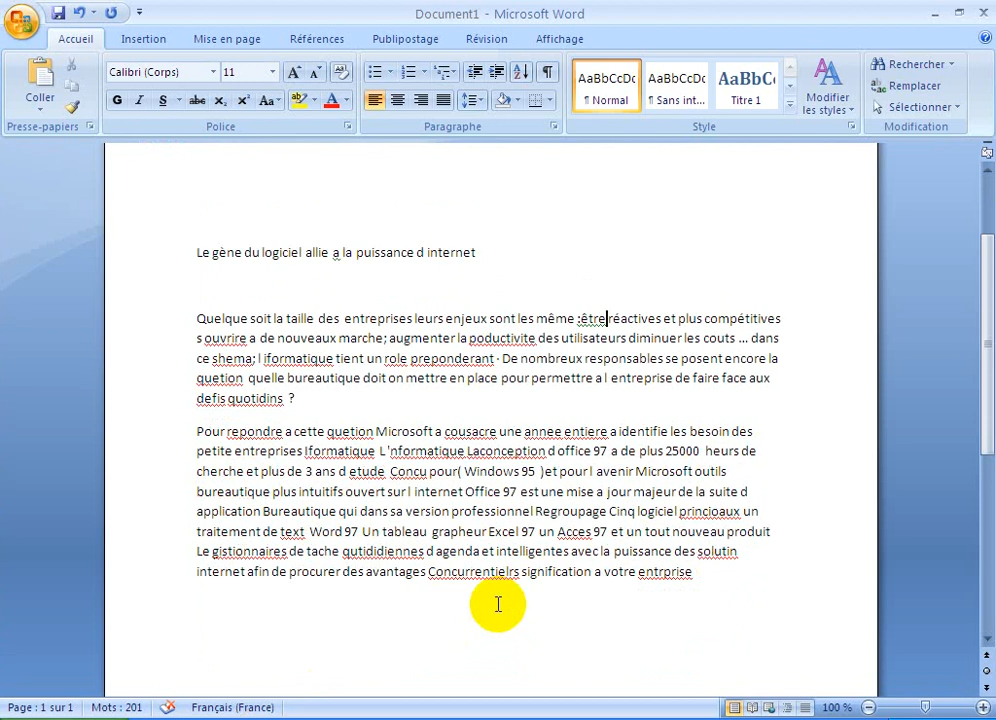 Document1 - Microsoft Word
Accueil Insertion Mise en page Références Publipostage Révision Affichage
Coller
Calibri (Corps) 11
G I S abc x₂ x² Aa A
AaBbCcDc AaBbCcDc AaBbC
¶ Normal ¶ Sans int... Titre 1
Modifier les styles
Rechercher
Remplacer
Sélectionner
Presse-papiers Police Paragraphe Style Modification
Le gène du logiciel allie a la puissance d internet
Quelque soit la taille des entreprises leurs enjeux sont les même :être réactives et plus compétitives
s ouvrire a de nouveaux marche; augmenter la poductivite des utilisateurs diminuer les couts ... dans
ce shema; l iformatique tient un role preponderant · De nombreux responsables se posent encore la
quetion quelle bureautique doit on mettre en place pour permettre a l entreprise de faire face aux
defis quotidins ?
Pour repondre a cette quetion Microsoft a cousacre une annee entiere a identifie les besoin des
petite entreprises Iformatique L 'nformatique Laconception d office 97 a de plus 25000 heurs de
cherche et plus de 3 ans d etude Concu pour( Windows 95 )et pour l avenir Microsoft outils
bureautique plus intuitifs ouvert sur l internet Office 97 est une mise a jour majeur de la suite d
application Bureautique qui dans sa version professionnel Regroupage Cinq logiciel princioaux un
traitement de text Word 97 Un tableau grapheur Excel 97 un Acces 97 et un tout nouveau produit
Le gistionnaires de tache qutididiennes d agenda et intelligentes avec la puissance des solutin
internet afin de procurer des avantages Concurrentielrs signification a votre entrprise
Page : 1 sur 1 Mots : 201 Français (France) 100 %